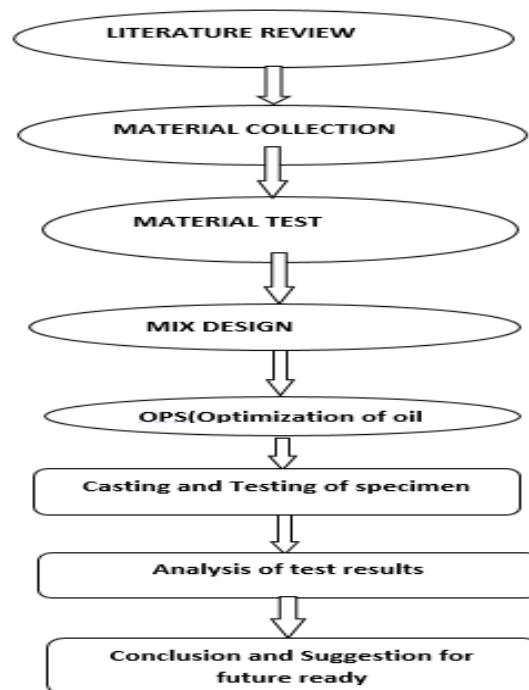 LITERATURE REVIEW
MATERIAL COLLECTION
MATERIAL TEST
MIX DESIGN
OPS(Optimization of oil
Casting and Testing of specimen
Analysis of test results
Conclusion and Suggestion for
future ready